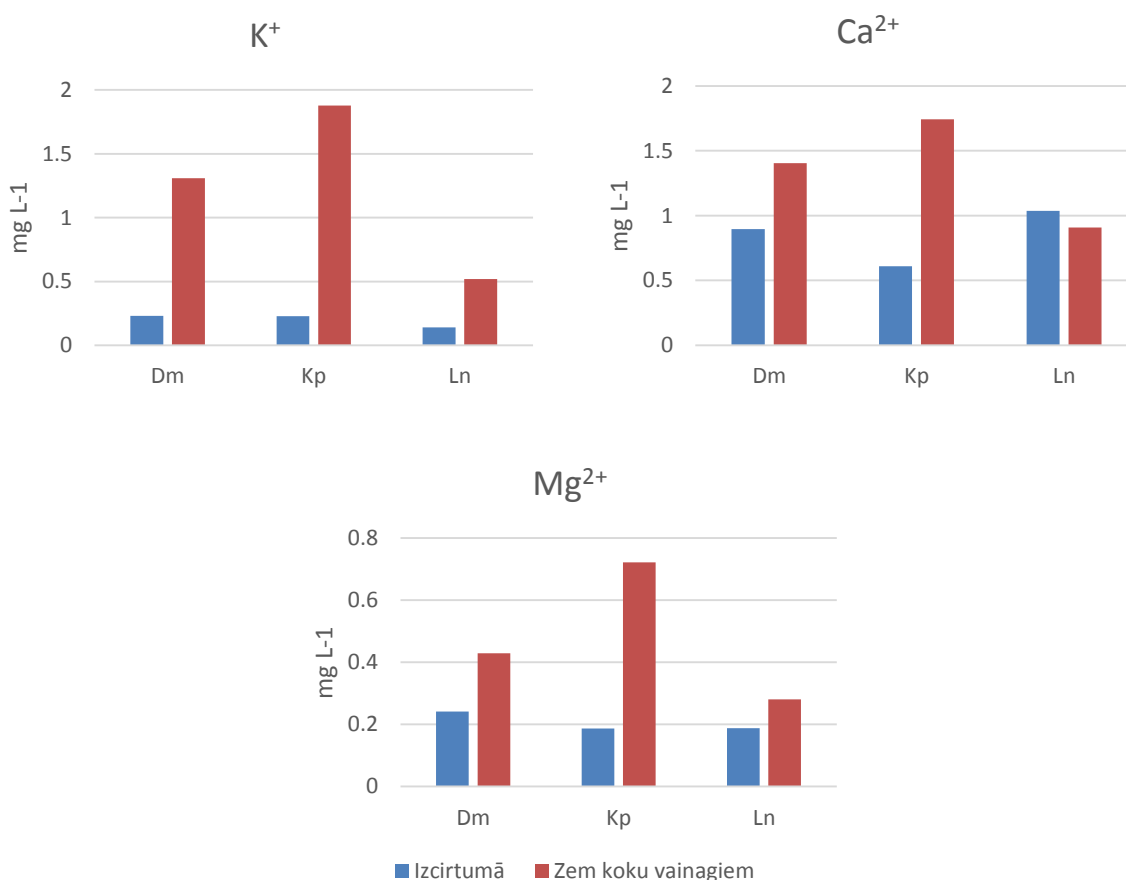 K⁺
2
1.5
1
0.5
0
mg L-1
Dm Kp Ln
Ca²⁺
2
1.5
1
0.5
0
mg L-1
Dm Kp Ln
Mg²⁺
0.8
0.6
0.4
0.2
0
mg L-1
Dm Kp Ln
Izcirtumā Zem koku vainagiem